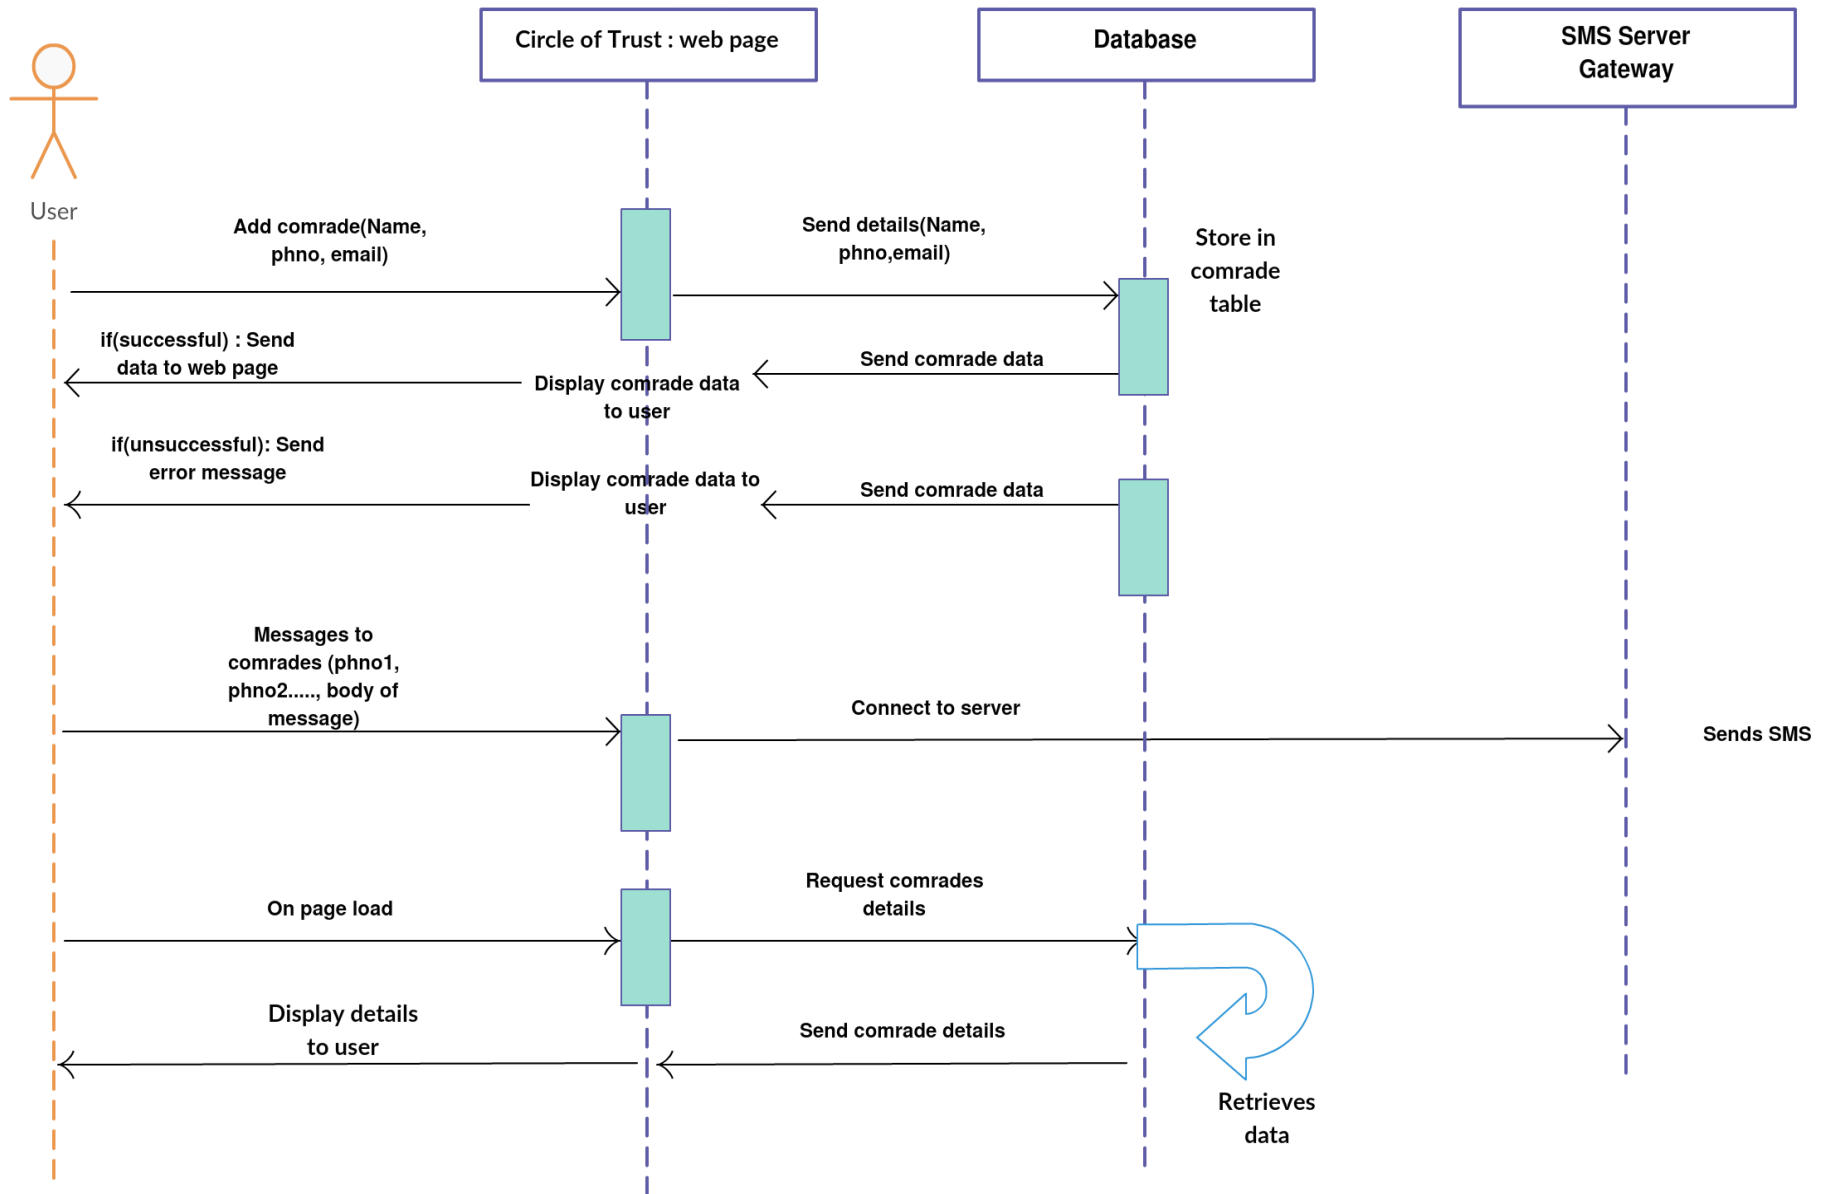 Circle of Trust : web page
Database
SMS Server
Gateway
User
Add comrade(Name,
phno, email)
Send details(Name,
phno,email)
Store in
comrade
table
if(successful) : Send
data to web page
Display comrade data
to user
Send comrade data
if(unsuccessful): Send
error message
Display comrade data to
user
Send comrade data
Messages to
comrades (phno1,
phno2....., body of
message)
Connect to server
Sends SMS
On page load
Request comrades
details
Display details
to user
Send comrade details
Retrieves
data